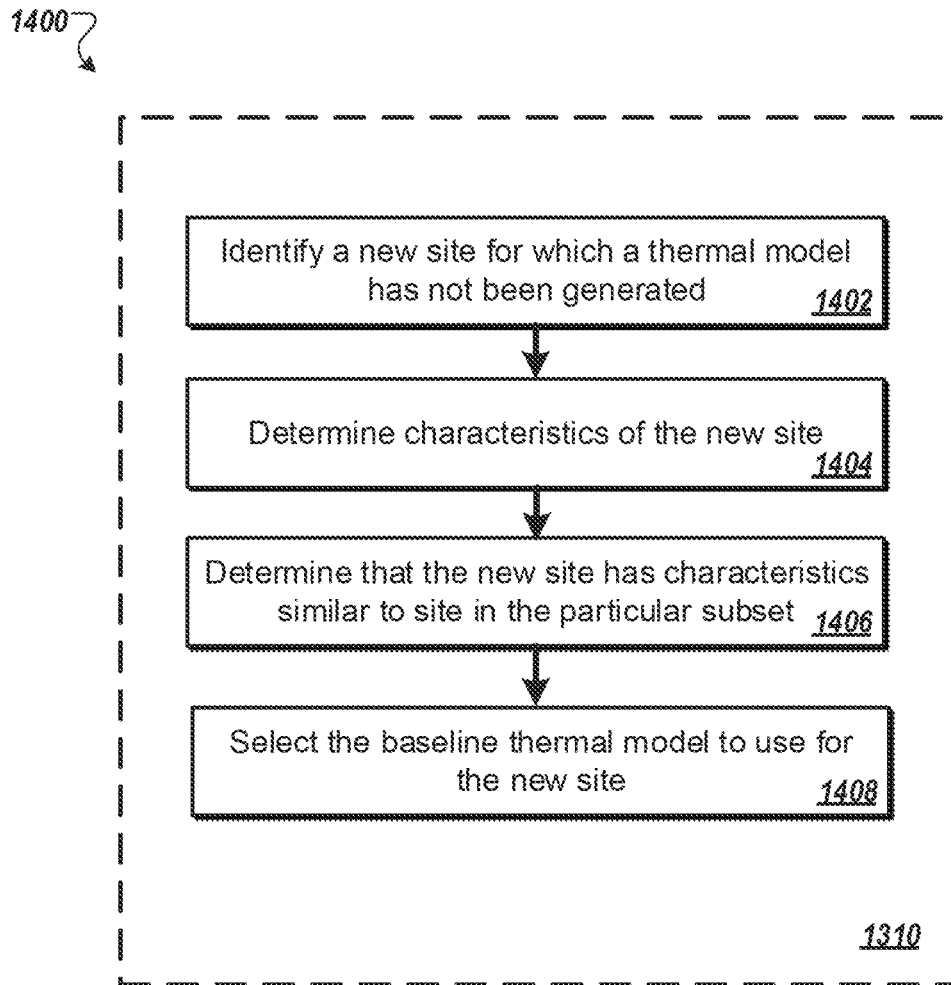 1400
Identify a new site for which a thermal model
has not been generated
1402
Determine characteristics of the new site
1404
Determine that the new site has characteristics
similar to site in the particular subset
1406
Select the baseline thermal model to use for
the new site
1408
1310